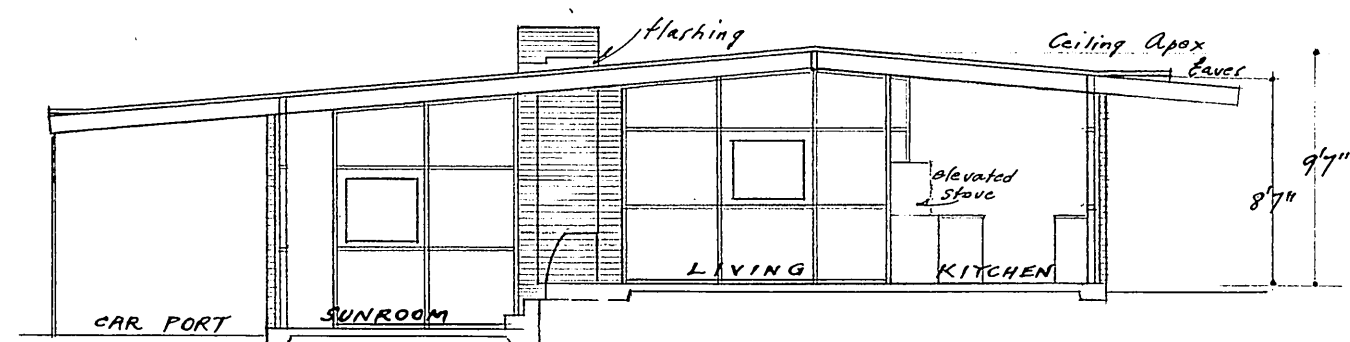 flashing
Ceiling Apex
Eaves
9'7"
8'7"
elevated
stove
LIVING
KITCHEN
SUNROOM
CAR PORT